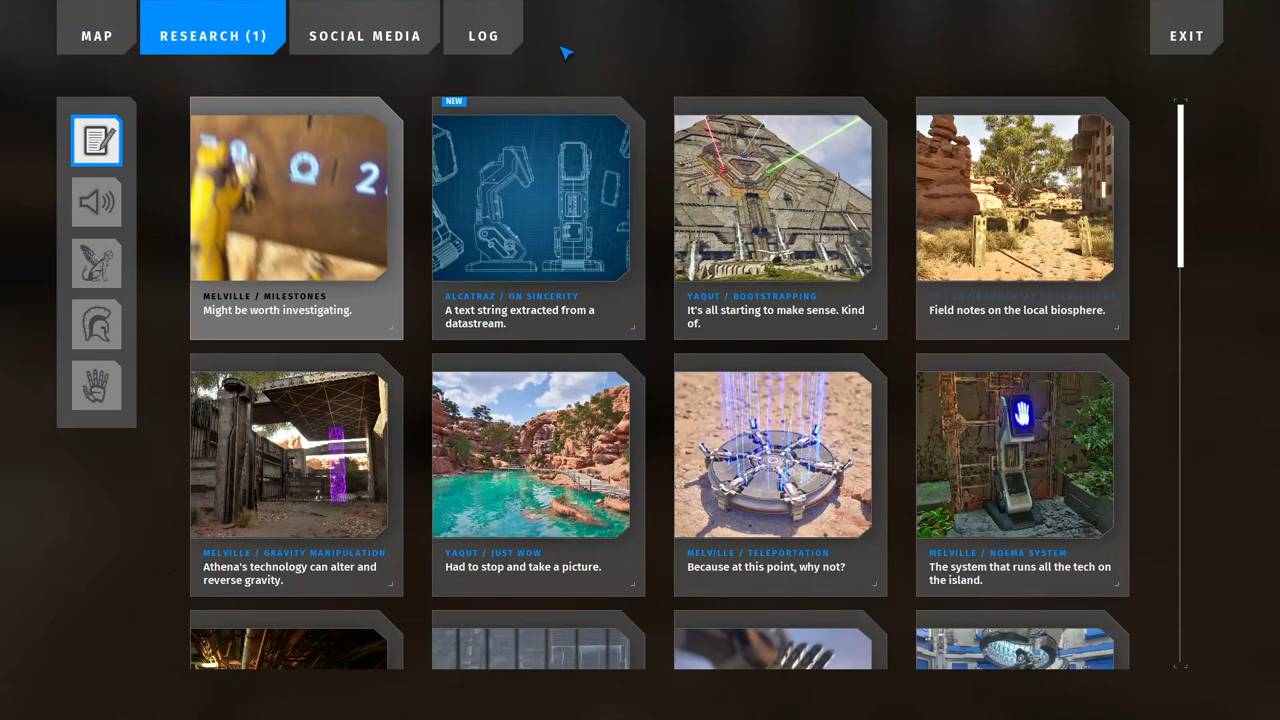 MAP
RESEARCH (1)
SOCIAL MEDIA
LOG
EXIT
MELVILLE / MILESTONES
Might be worth investigating.
NEW
ALCATRAZ / ON SINCERITY
A text string extracted from a
datastream.
YAQUT / BOOTSTRAPPING
It's all starting to make sense. Kind
of.
ENVIRONMENTAL OBSERVATIONS
Field notes on the local biosphere.
MELVILLE / GRAVITY MANIPULATION
Athena's technology can alter and
reverse gravity.
YAQUT / JUST WOW
Had to stop and take a picture.
MELVILLE / TELEPORTATION
Because at this point, why not?
MELVILLE / NOEMA SYSTEM
The system that runs all the tech on
the island.